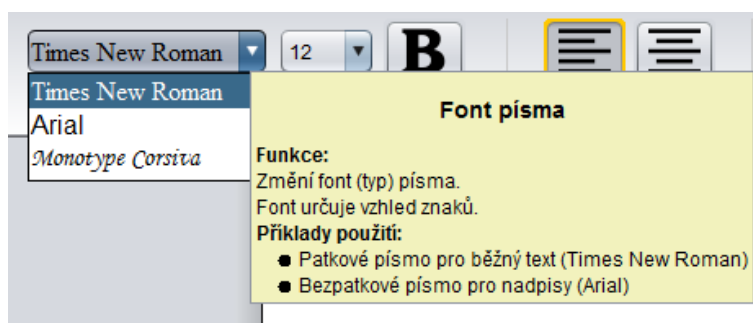 Times New Roman
12
B
Times New Roman
Arial
Monotype Corsiva
Font písma
Funkce:
Změní font (typ) písma.
Font určuje vzhled znaků.
Příklady použití:
● Patkové písmo pro běžný text (Times New Roman)
● Bezpatkové písmo pro nadpisy (Arial)